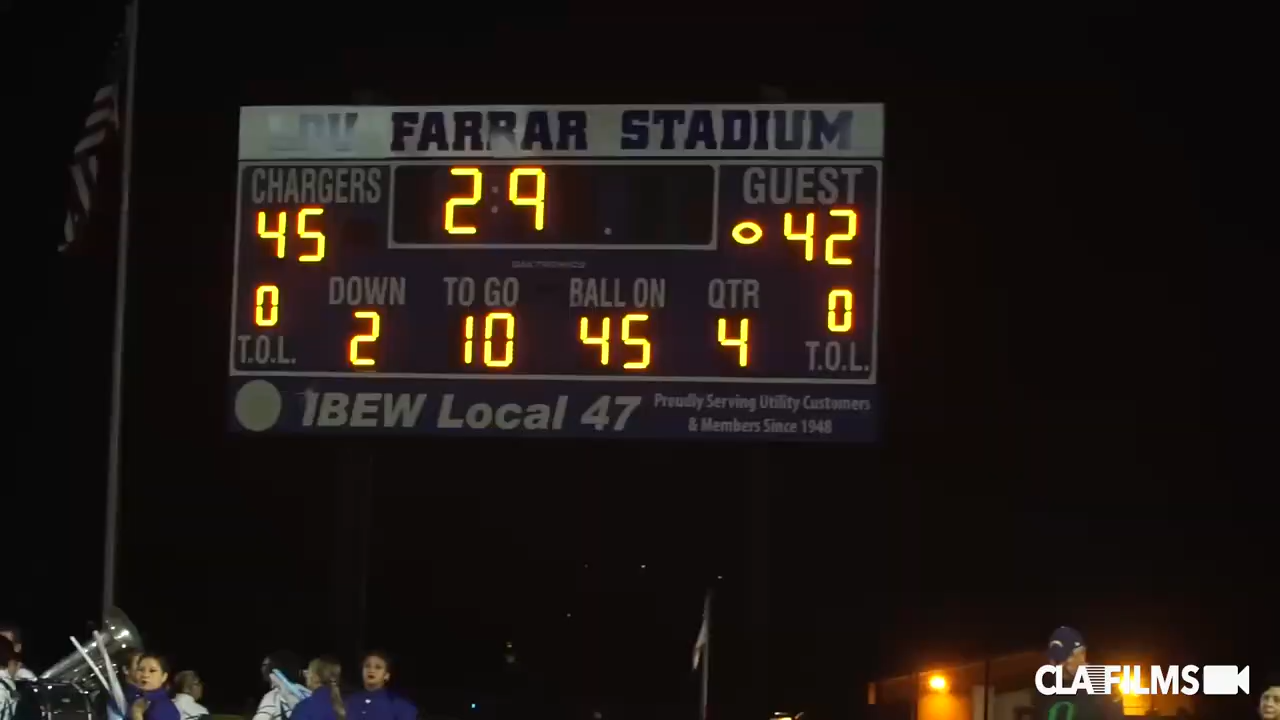 FARRAR STADIUM
CHARGERS
2:9
GUEST
45
42
DAKTRONICS
DOWN
TO GO
BALL ON
QTR
0
2
10
45
4
0
T.O.L.
T.O.L.
IBEW Local 47
Proudly Serving Utility Customers
& Members Since 1948
CLAFILMS